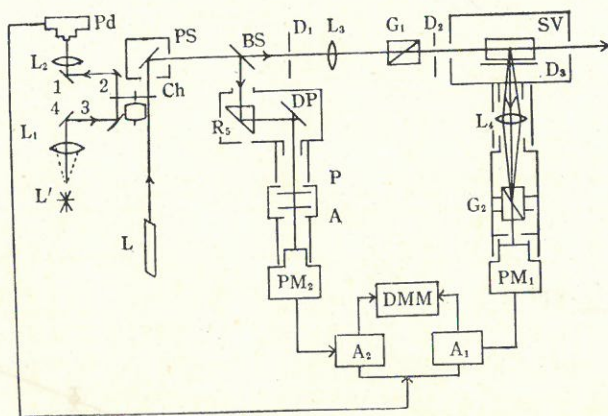 Pd
PS
BS
D₁
L₃
G₁
D₂
SV
L₂
1
2
Ch
D₃
4
3
R₅
DP
L₄
L₁
P
L′
A
G₂
L
PM₂
DMM
PM₁
A₂
A₁